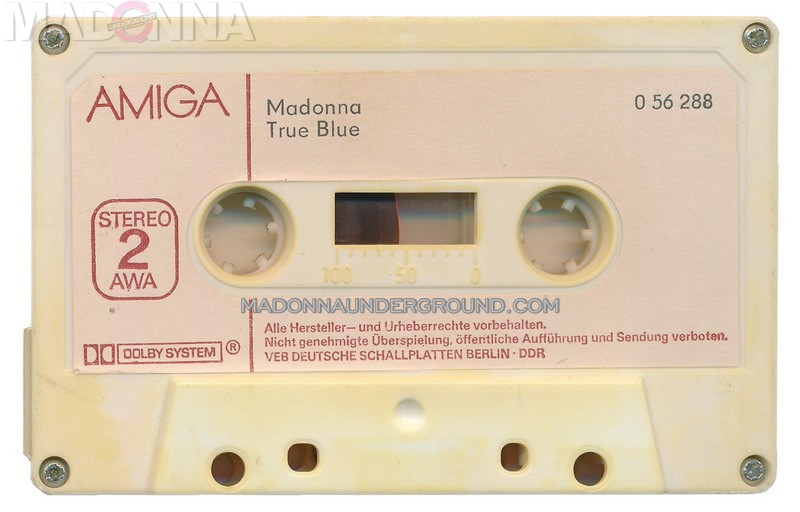 MADONNA
AMIGA
Madonna
True Blue
0 56 288
STEREO
2
AWA
100 50 0
MADONNAUNDERGROUND.COM
Alle Hersteller– und Urheberrechte vorbehalten.
Nicht genehmigte Überspielung, öffentliche Aufführung und Sendung verboten.
VEB DEUTSCHE SCHALLPLATTEN BERLIN · DDR
DOLBY SYSTEM ®